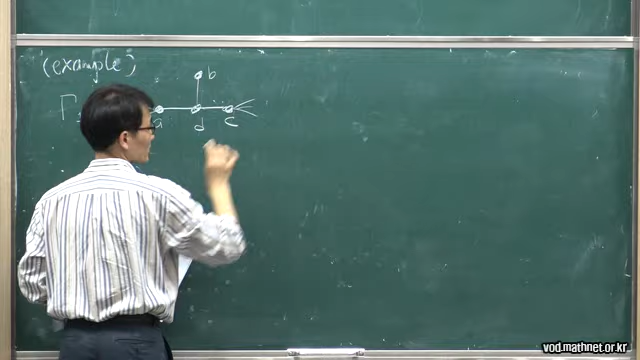 (example)
b
Γ
a d c
vod.mathnet.or.kr